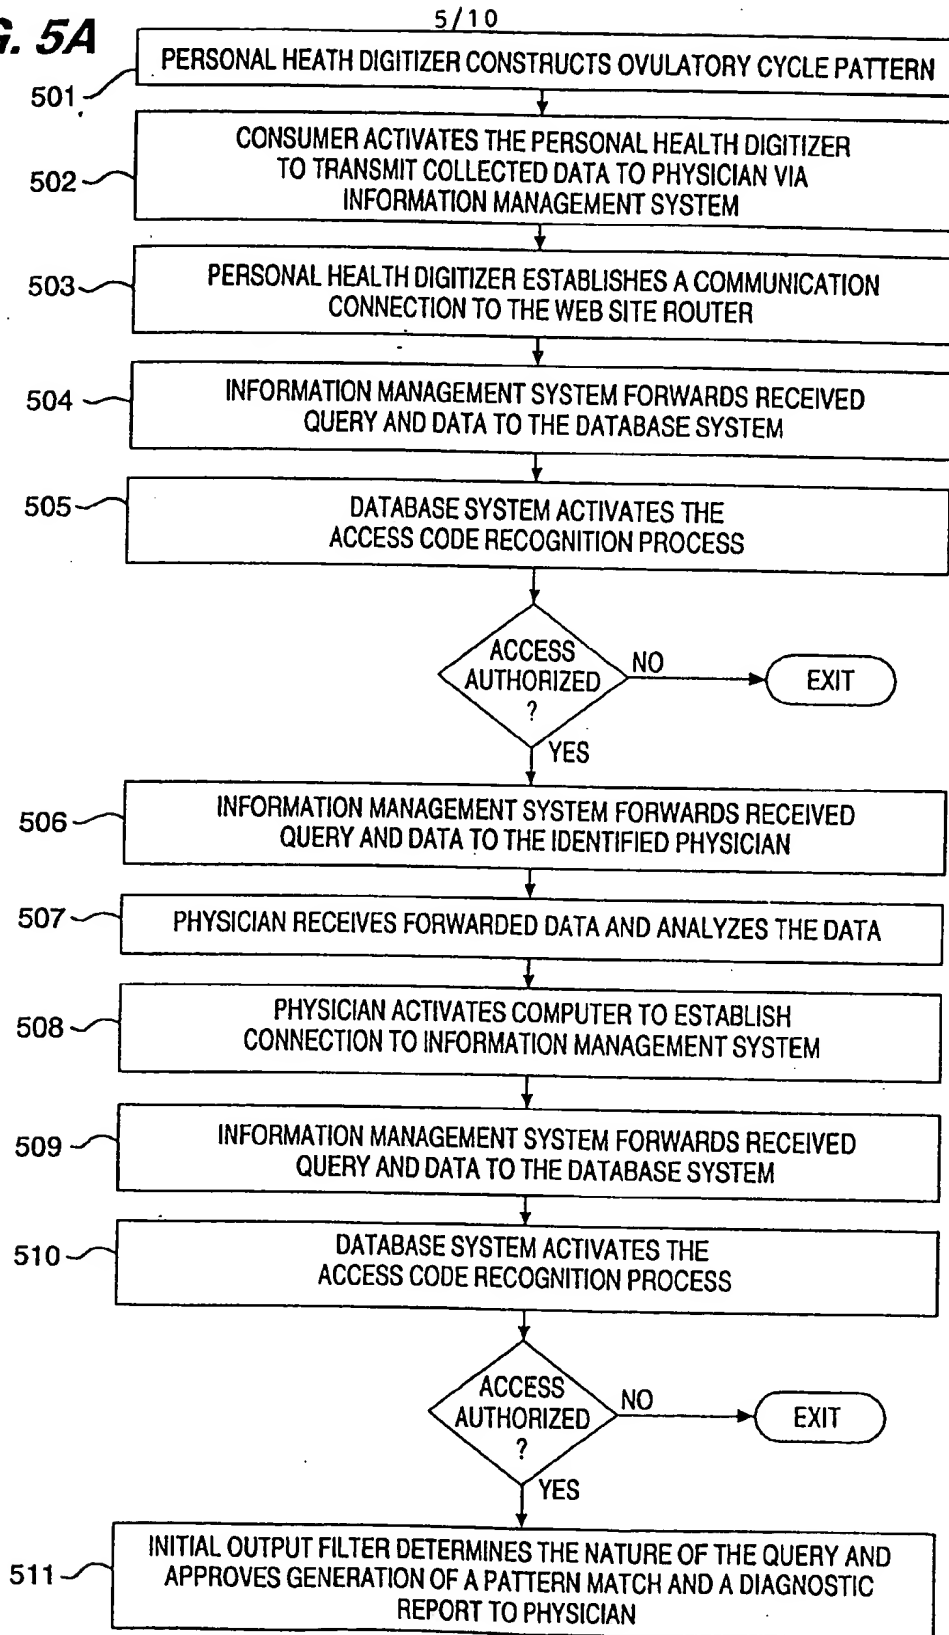 5/10
G. 5A
PERSONAL HEATH DIGITIZER CONSTRUCTS OVULATORY CYCLE PATTERN
501
CONSUMER ACTIVATES THE PERSONAL HEALTH DIGITIZER
TO TRANSMIT COLLECTED DATA TO PHYSICIAN VIA
INFORMATION MANAGEMENT SYSTEM
502
PERSONAL HEALTH DIGITIZER ESTABLISHES A COMMUNICATION
CONNECTION TO THE WEB SITE ROUTER
503
INFORMATION MANAGEMENT SYSTEM FORWARDS RECEIVED
QUERY AND DATA TO THE DATABASE SYSTEM
504
DATABASE SYSTEM ACTIVATES THE
ACCESS CODE RECOGNITION PROCESS
505
ACCESS
AUTHORIZED
?
NO
EXIT
YES
INFORMATION MANAGEMENT SYSTEM FORWARDS RECEIVED
QUERY AND DATA TO THE IDENTIFIED PHYSICIAN
506
PHYSICIAN RECEIVES FORWARDED DATA AND ANALYZES THE DATA
507
PHYSICIAN ACTIVATES COMPUTER TO ESTABLISH
CONNECTION TO INFORMATION MANAGEMENT SYSTEM
508
INFORMATION MANAGEMENT SYSTEM FORWARDS RECEIVED
QUERY AND DATA TO THE DATABASE SYSTEM
509
DATABASE SYSTEM ACTIVATES THE
ACCESS CODE RECOGNITION PROCESS
510
ACCESS
AUTHORIZED
?
NO
EXIT
YES
INITIAL OUTPUT FILTER DETERMINES THE NATURE OF THE QUERY AND
APPROVES GENERATION OF A PATTERN MATCH AND A DIAGNOSTIC
REPORT TO PHYSICIAN
511